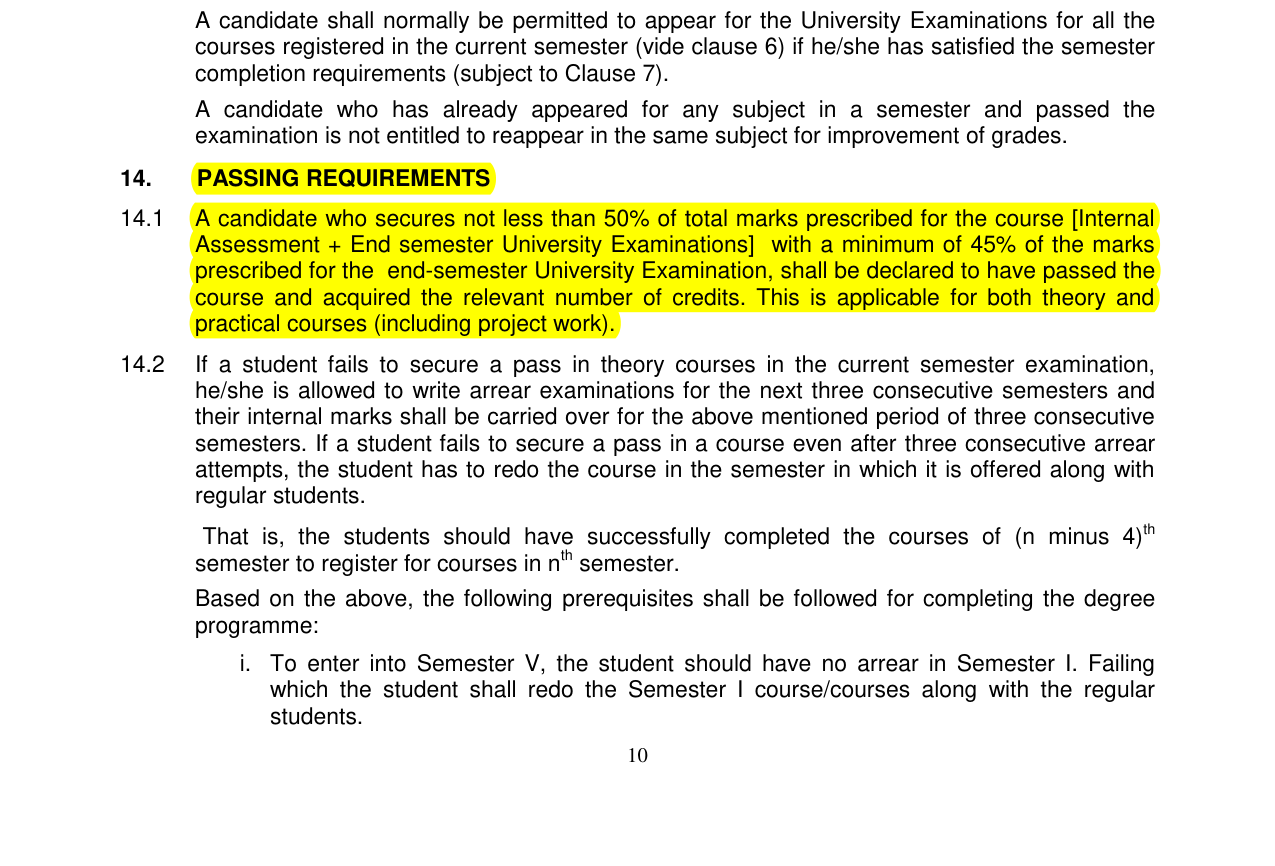 A candidate shall normally be permitted to appear for the University Examinations for all the
courses registered in the current semester (vide clause 6) if he/she has satisfied the semester
completion requirements (subject to Clause 7).
A candidate who has already appeared for any subject in a semester and passed the
examination is not entitled to reappear in the same subject for improvement of grades.
14. PASSING REQUIREMENTS
14.1 A candidate who secures not less than 50% of total marks prescribed for the course [Internal
Assessment + End semester University Examinations] with a minimum of 45% of the marks
prescribed for the end-semester University Examination, shall be declared to have passed the
course and acquired the relevant number of credits. This is applicable for both theory and
practical courses (including project work).
14.2 If a student fails to secure a pass in theory courses in the current semester examination,
he/she is allowed to write arrear examinations for the next three consecutive semesters and
their internal marks shall be carried over for the above mentioned period of three consecutive
semesters. If a student fails to secure a pass in a course even after three consecutive arrear
attempts, the student has to redo the course in the semester in which it is offered along with
regular students.
That is, the students should have successfully completed the courses of (n minus 4)th
semester to register for courses in nth semester.
Based on the above, the following prerequisites shall be followed for completing the degree
programme:
i. To enter into Semester V, the student should have no arrear in Semester I. Failing
which the student shall redo the Semester I course/courses along with the regular
students.
10